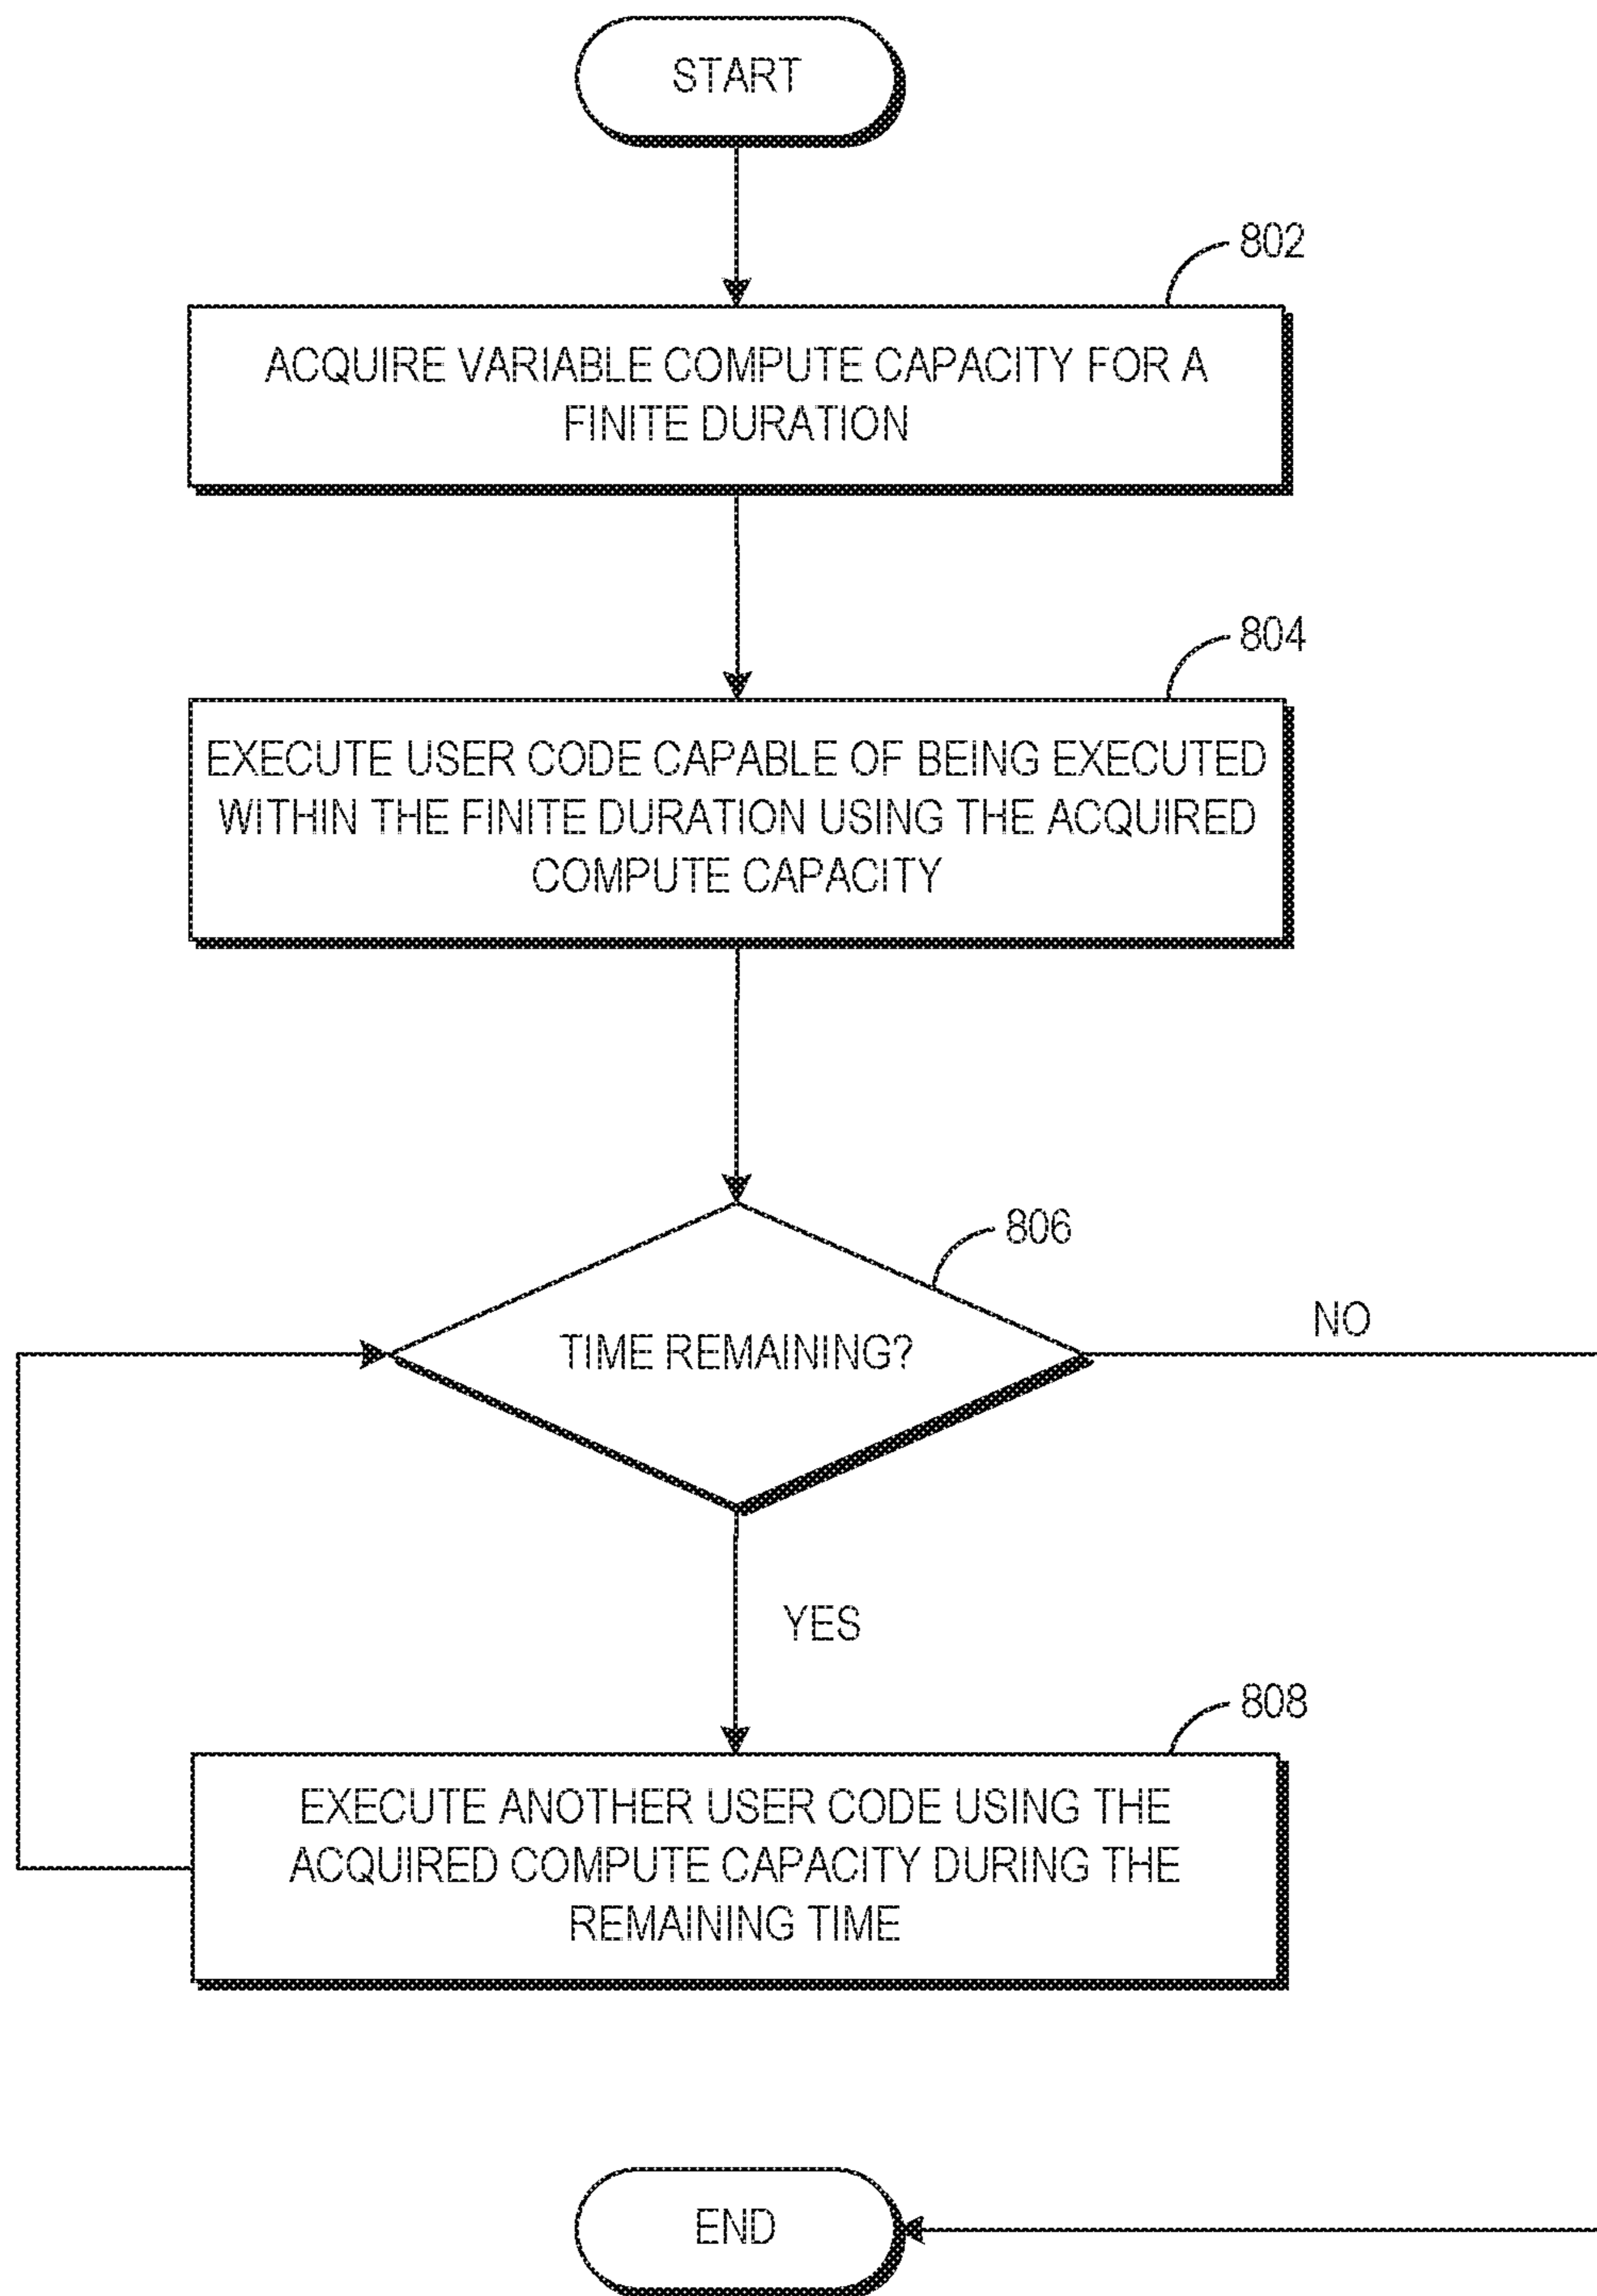 START
802
ACQUIRE VARIABLE COMPUTE CAPACITY FOR A
FINITE DURATION
804
EXECUTE USER CODE CAPABLE OF BEING EXECUTED
WITHIN THE FINITE DURATION USING THE ACQUIRED
COMPUTE CAPACITY
806
TIME REMAINING?
NO
YES
808
EXECUTE ANOTHER USER CODE USING THE
ACQUIRED COMPUTE CAPACITY DURING THE
REMAINING TIME
END